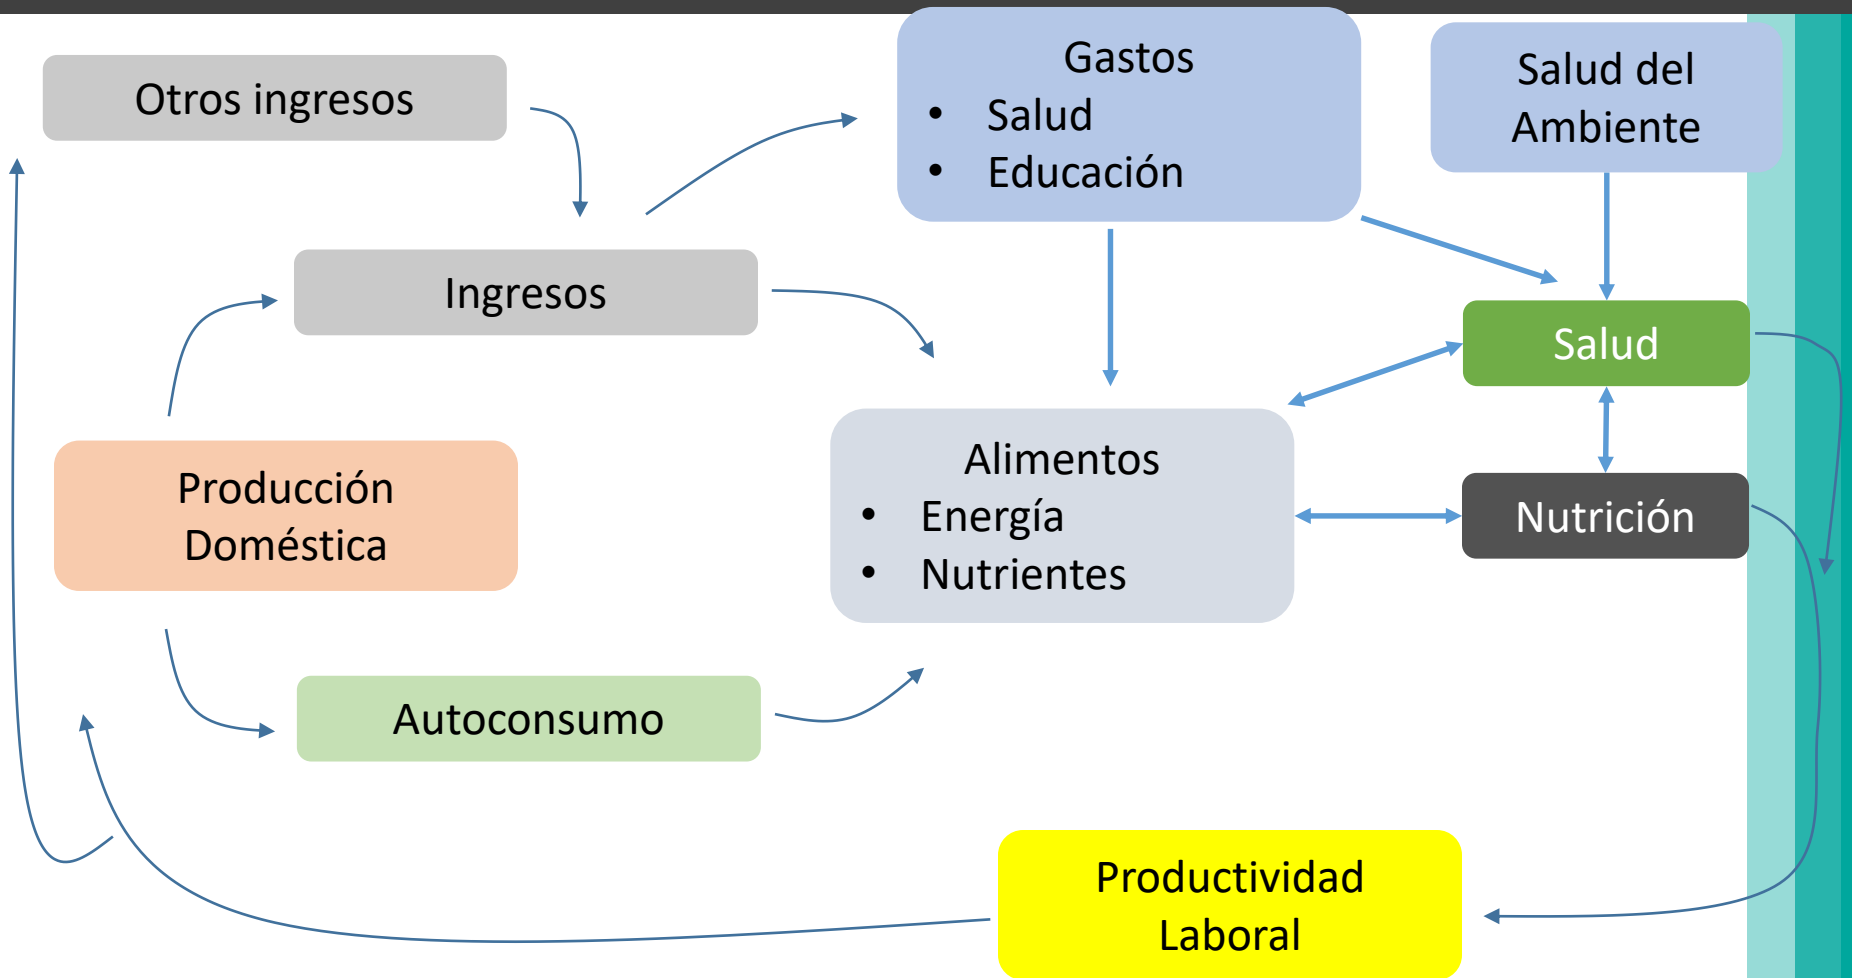 Otros ingresos
Gastos
• Salud
• Educación
Salud del
Ambiente
Ingresos
Salud
Producción
Doméstica
Alimentos
• Energía
• Nutrientes
Nutrición
Autoconsumo
Productividad
Laboral